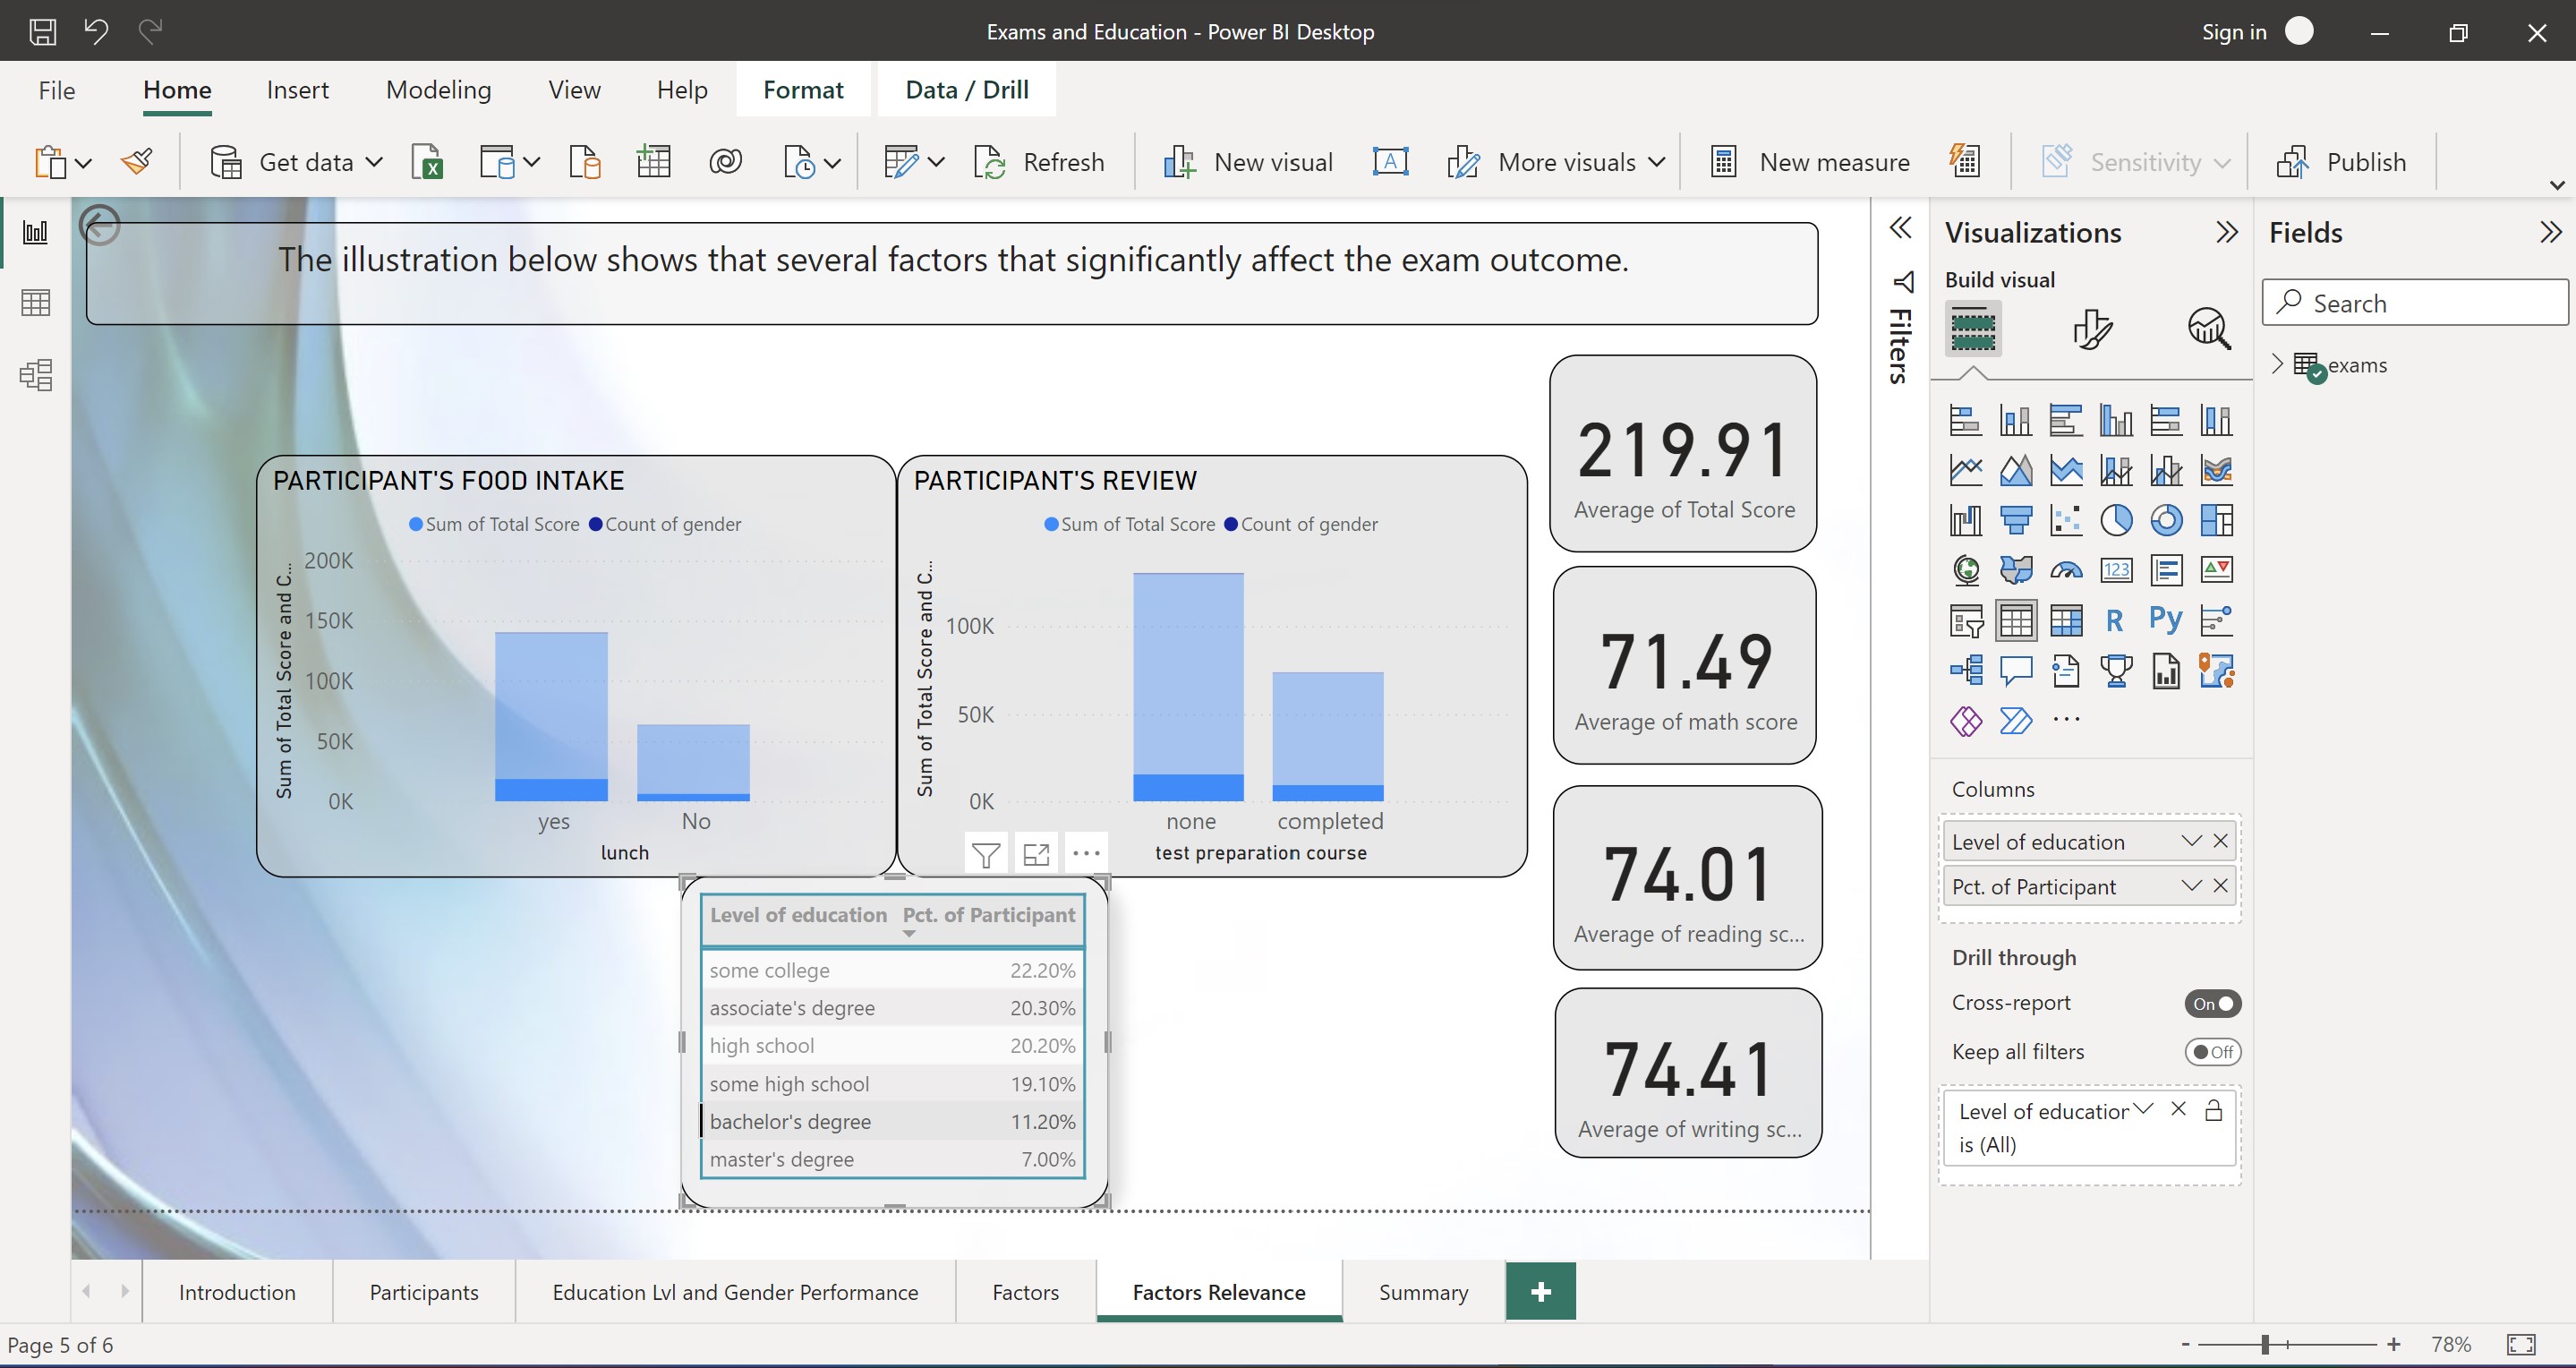 Exams and Education - Power BI Desktop
Sign in
File Home Insert Modeling View Help Format Data / Drill
Get data Refresh New visual A More visuals New measure Sensitivity Publish
The illustration below shows that several factors that significantly affect the exam outcome.
PARTICIPANT'S FOOD INTAKE
Sum of Total Score Count of gender
Sum of Total Score and C...
200K
150K
100K
50K
0K
yes No
lunch
PARTICIPANT'S REVIEW
Sum of Total Score Count of gender
Sum of Total Score and C...
100K
50K
0K
none completed
test preparation course
219.91
Average of Total Score
71.49
Average of math score
74.01
Average of reading sc...
74.41
Average of writing sc...
Level of education Pct. of Participant
some college 22.20%
associate's degree 20.30%
high school 20.20%
some high school 19.10%
bachelor's degree 11.20%
master's degree 7.00%
Filters
Visualizations
Build visual
123
R Py
Columns
Level of education
Pct. of Participant
Drill through
Cross-report On
Keep all filters Off
Level of education
is (All)
Fields
Search
exams
Introduction Participants Education Lvl and Gender Performance Factors Factors Relevance Summary +
Page 5 of 6
- + 78%